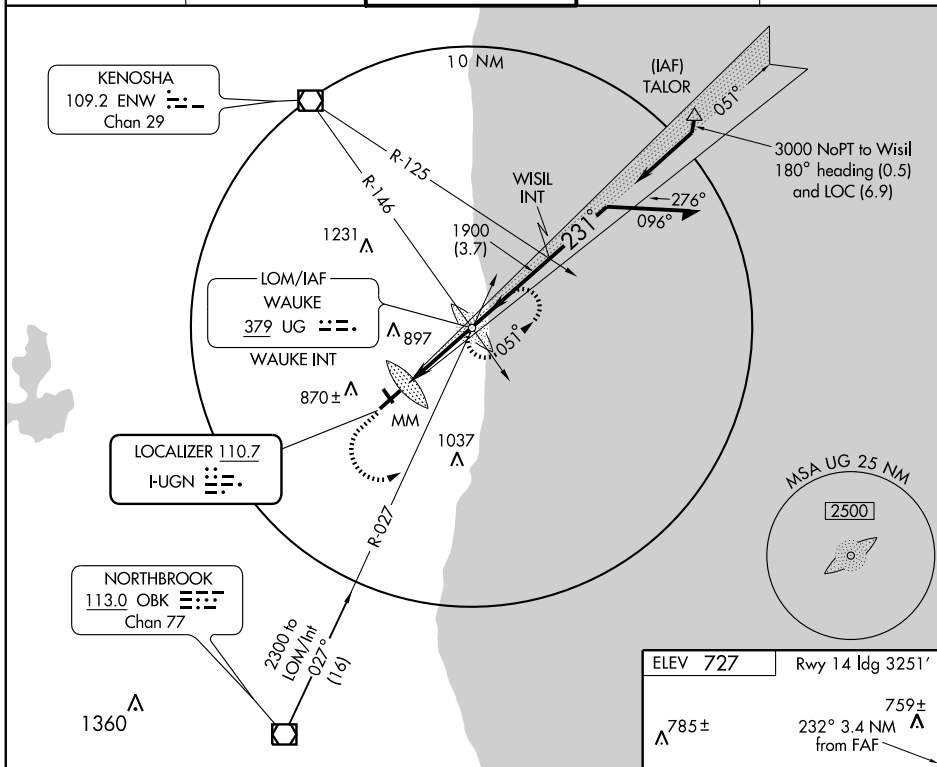 10 NM
KENOSHA
109.2 ENW
Chan 29
(IAF)
TALOR
051°
3000 NoPT to Wisil
180° heading (0.5)
and LOC (6.9)
R-125
R-146
WISIL
INT
276°
096°
231°
1900
(3.7)
1231
LOM/IAF
WAUKE
379 UG
WAUKE INT
897
051°
870±
MM
LOCALIZER 110.7
I-UGN
1037
MSA UG 25 NM
2500
R-027
NORTHBROOK
113.0 OBK
Chan 77
2300 to
LOM/Int
027°
(16)
1360
ELEV 727
Rwy 14 ldg 3251'
785±
759±
232° 3.4 NM
from FAF